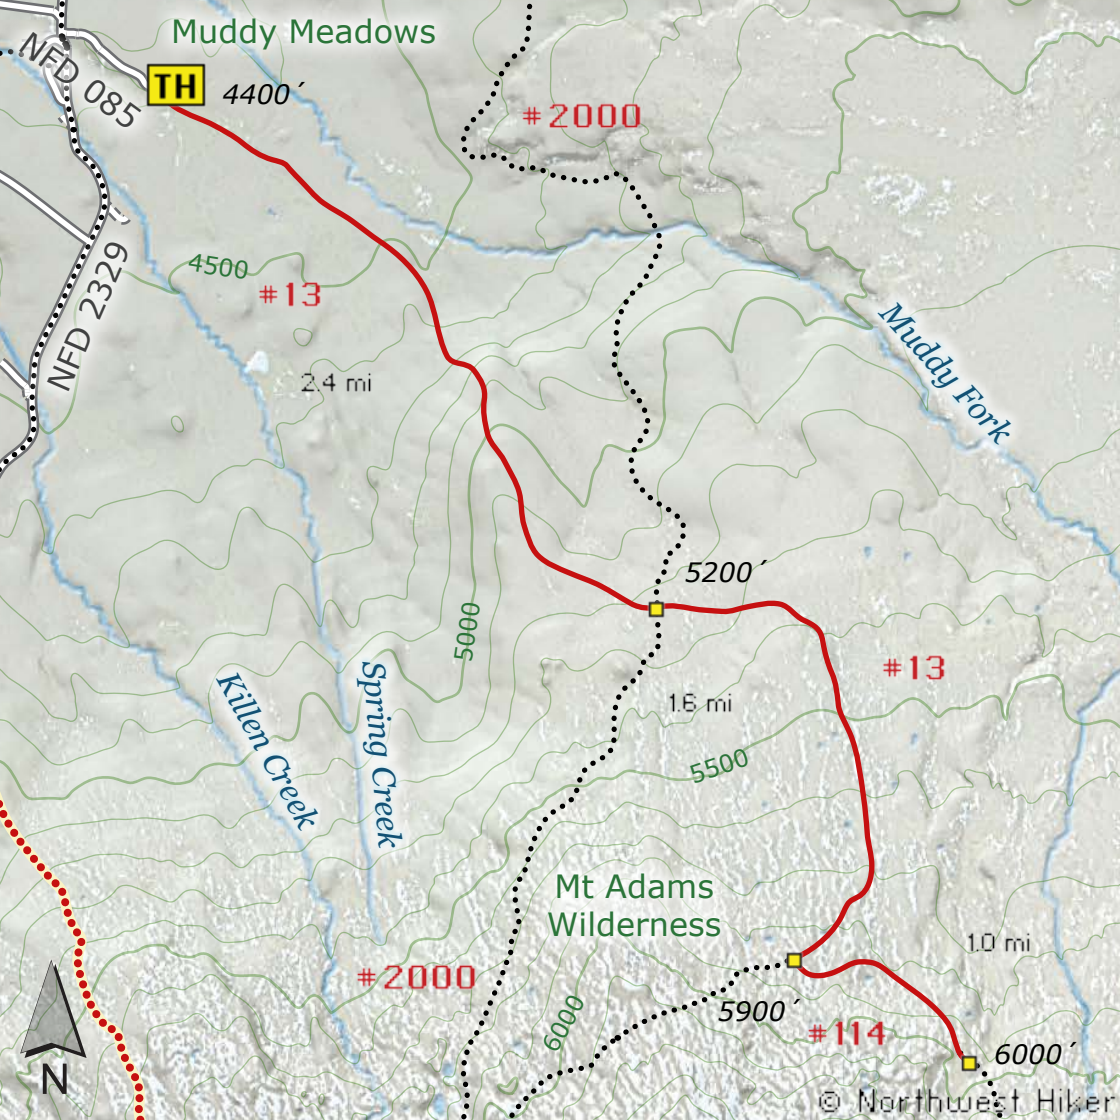 Muddy Meadows
NFD 085
TH
4400´
#2000
4500
#13
NFD 2329
2.4 mi
Muddy Fork
5200´
5000
#13
1.6 mi
Killen Creek
Spring Creek
5500
Mt Adams
Wilderness
1.0 mi
#2000
5900´
6000
#114
6000´
N
© Northwest Hiker